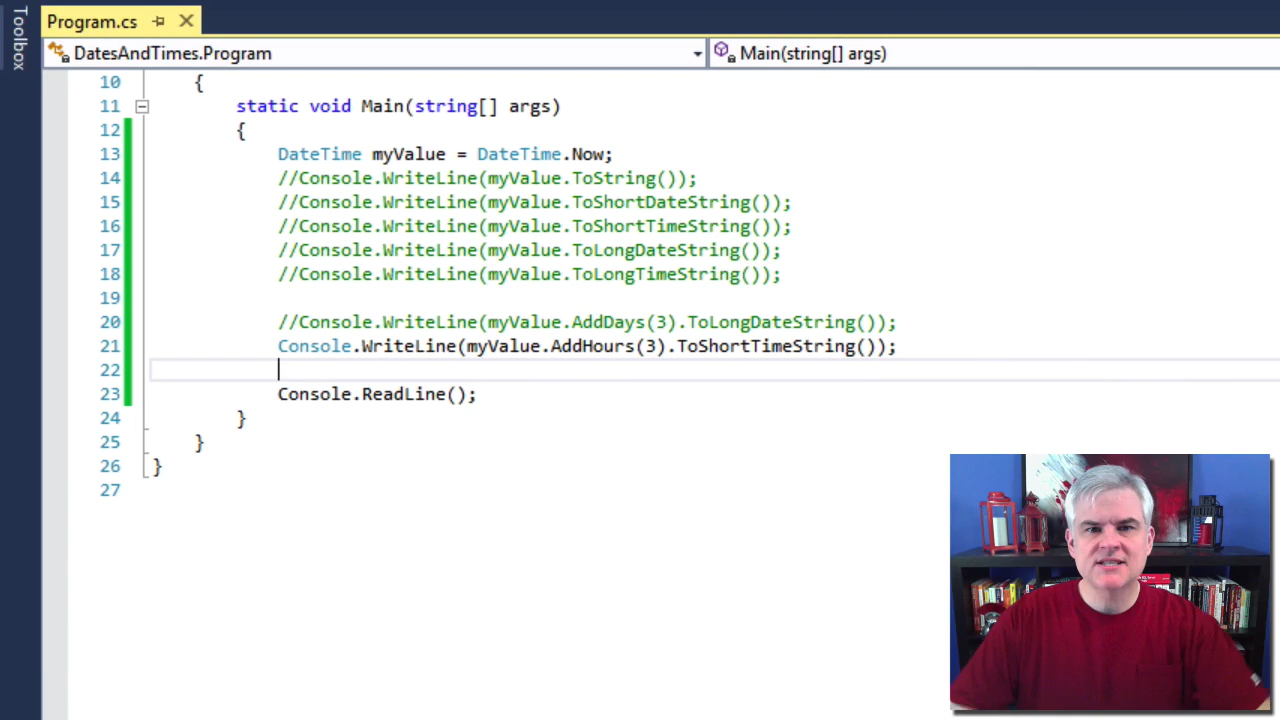 Toolbox
Program.cs
DatesAndTimes.Program
Main(string[] args)
10 {
11 static void Main(string[] args)
12 {
13 DateTime myValue = DateTime.Now;
14 //Console.WriteLine(myValue.ToString());
15 //Console.WriteLine(myValue.ToShortDateString());
16 //Console.WriteLine(myValue.ToShortTimeString());
17 //Console.WriteLine(myValue.ToLongDateString());
18 //Console.WriteLine(myValue.ToLongTimeString());
19
20 //Console.WriteLine(myValue.AddDays(3).ToLongDateString());
21 Console.WriteLine(myValue.AddHours(3).ToShortTimeString());
22
23 Console.ReadLine();
24 }
25 }
26 }
27